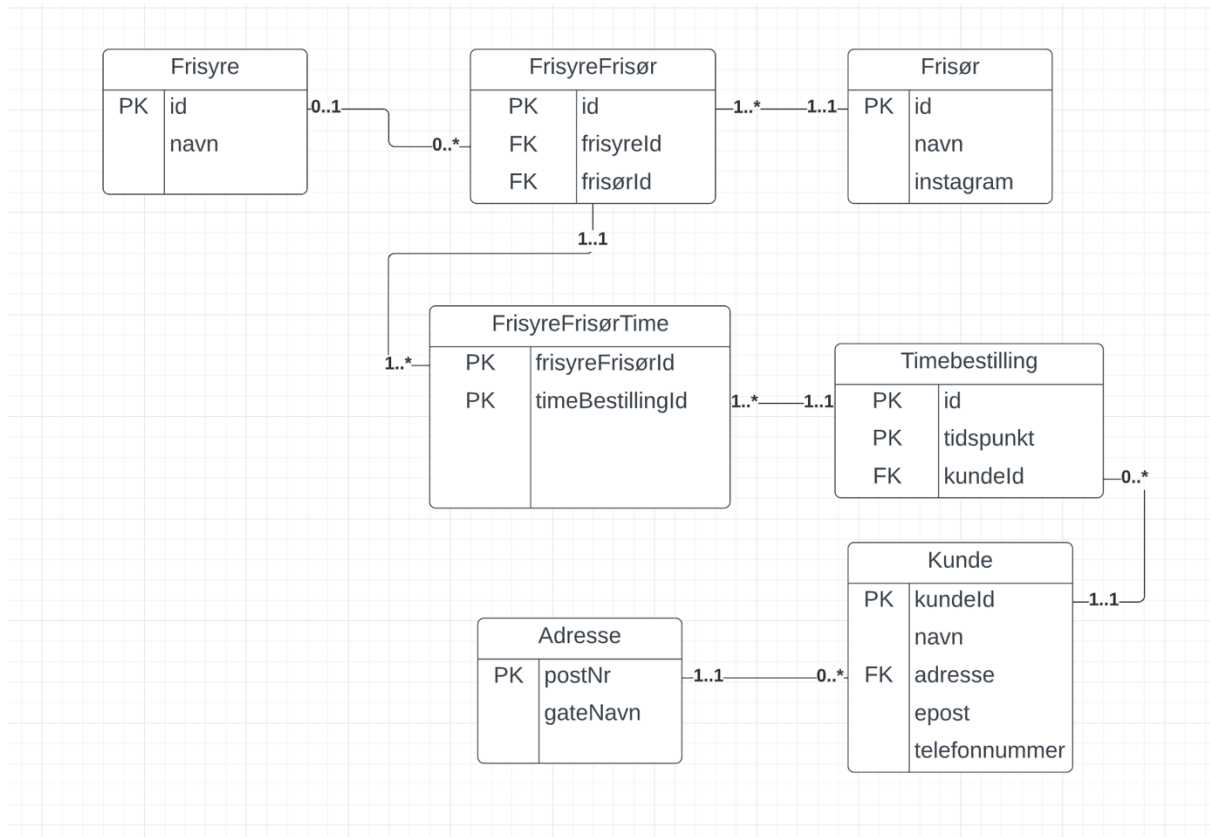 Frisyre
PK id
navn
0..1
0..*
FrisyreFrisør
PK id
FK frisyreId
FK frisørId
1..*
1..1
Frisør
PK id
navn
instagram
1..1
1..*
FrisyreFrisørTime
PK frisyreFrisørId
PK timeBestillingId
1..*
1..1
Timebestilling
PK id
PK tidspunkt
FK kundeId
0..*
1..1
Kunde
PK kundeId
navn
FK adresse
epost
telefonnummer
Adresse
PK postNr
gateNavn
1..1
0..*